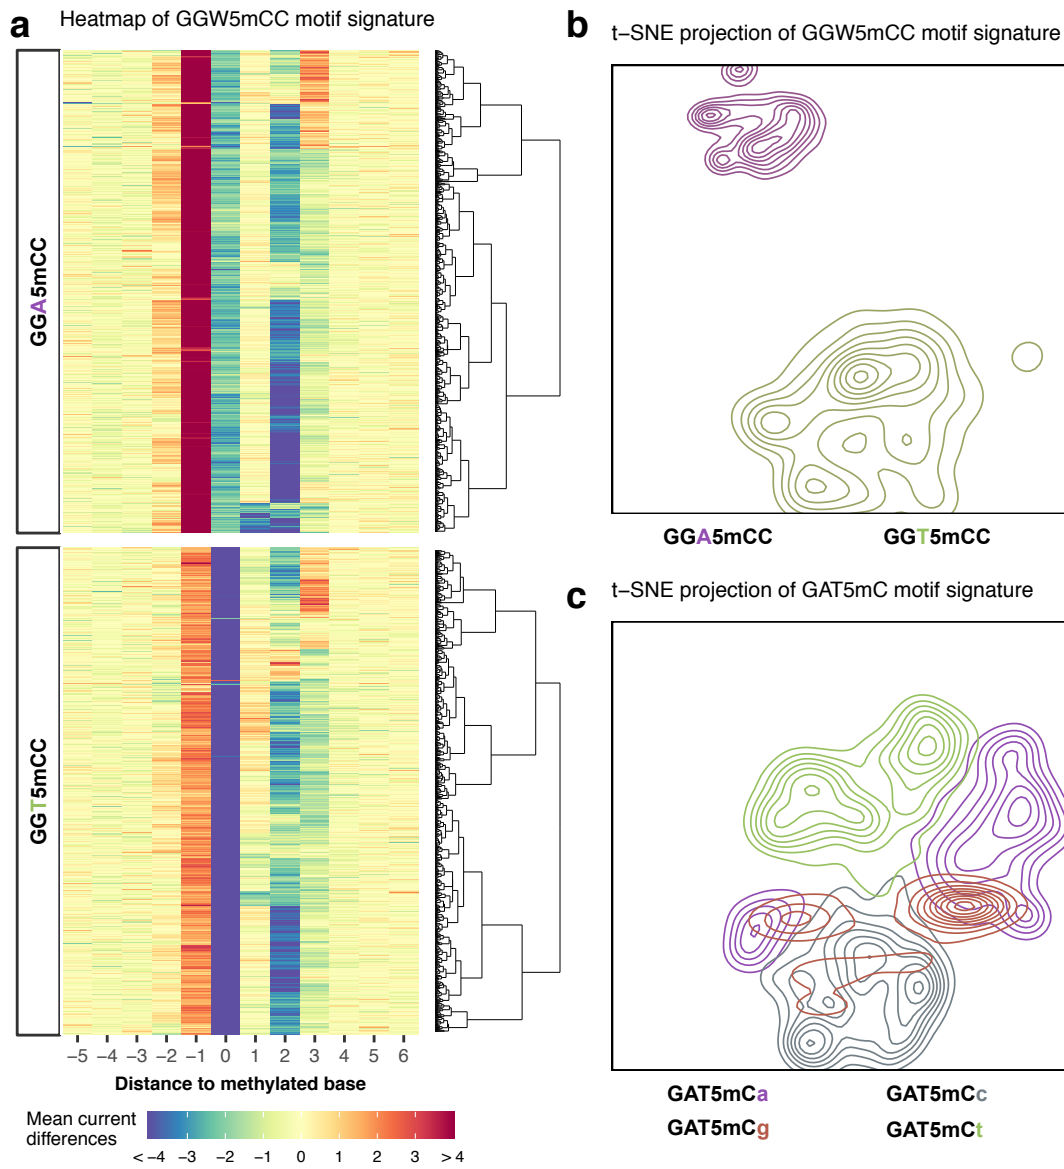 a
Heatmap of GGW5mCC motif signature
GGA5mCC
GGT5mCC
−5 −4 −3 −2 −1 0 1 2 3 4 5 6
Distance to methylated base
Mean current
differences
< −4 −3 −2 −1 0 1 2 3 > 4
b
t−SNE projection of GGW5mCC motif signature
GGA5mCC GGT5mCC
c
t−SNE projection of GAT5mC motif signature
GAT5mCa GAT5mCc
GAT5mCg GAT5mCt